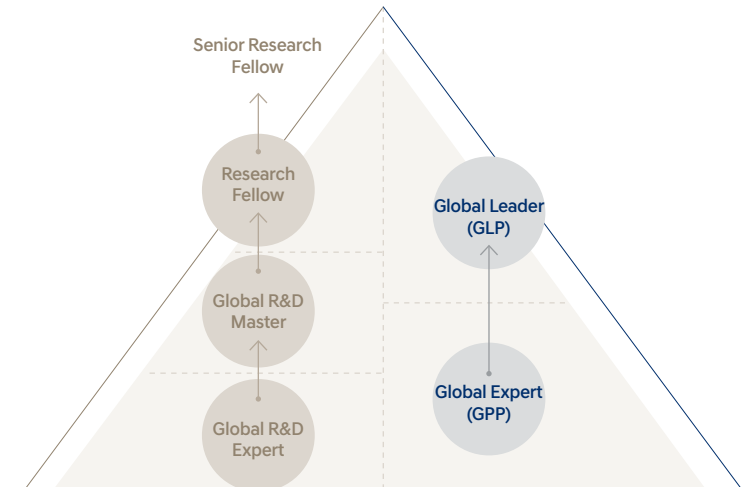 Senior Research
Fellow
Research
Fellow
Global Leader
(GLP)
Global R&D
Master
Global Expert
(GPP)
Global R&D
Expert